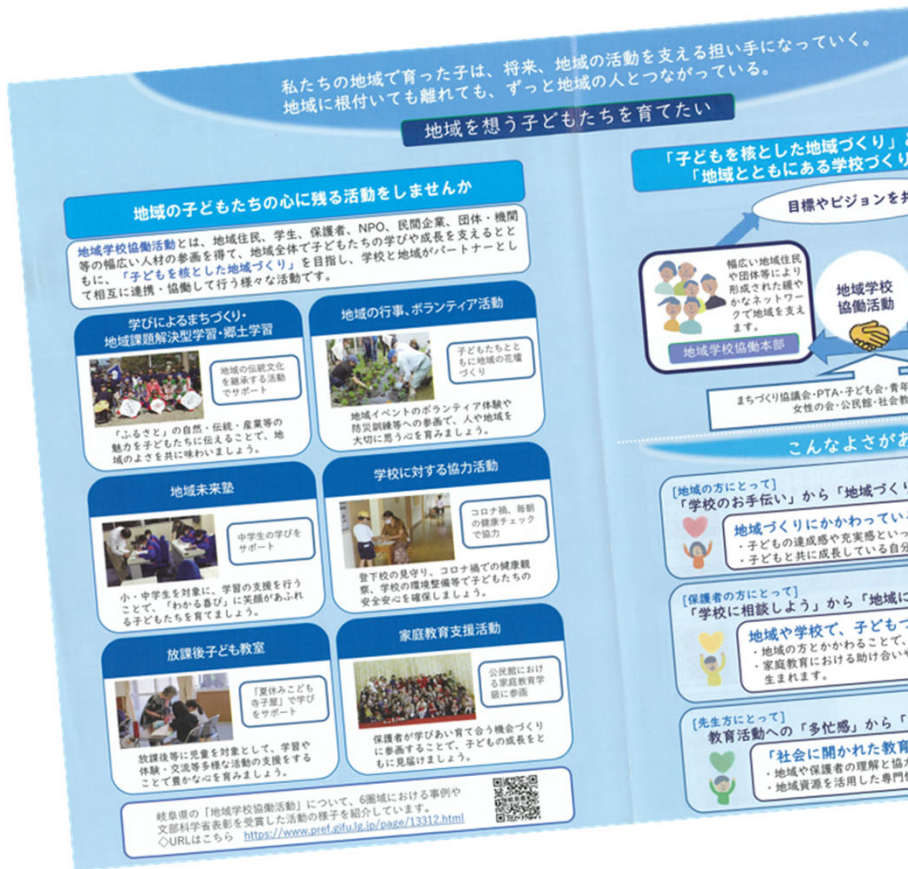 私たちの地域で育った子は、将来、地域の活動を支える担い手になっていく。
地域に根付いても離れても、ずっと地域の人とつながっている。
地域を想う子どもたちを育てたい
地域の子どもたちの心に残る活動をしませんか
地域学校協働活動とは、地域住民、学生、保護者、NPO、民間企業、団体・機関
等の幅広い人材の参画を得て、地域全体で子どもたちの学びや成長を支えるとと
もに、「子どもを核とした地域づくり」を目指し、学校と地域がパートナーとし
て相互に連携・協働して行う様々な活動です。
学びによるまちづくり・
地域課題解決型学習・郷土学習
地域の伝統文化
を継承する活動
でサポート
「ふるさと」の自然・伝統・産業等の
魅力を子どもたちに伝えることで、地
域のよさを共に味わいましょう。
地域の行事、ボランティア活動
子どもたちとと
もに地域の花壇
づくり
地域イベントのボランティア体験や
防災訓練等への参画で、人や地域を
大切に思う心を育みましょう。
地域未来塾
中学生の学びを
サポート
小・中学生を対象に、学習の支援を行う
ことで、「わかる喜び」に笑顔があふれ
る子どもたちを育てましょう。
学校に対する協力活動
コロナ禍、毎朝
の健康チェック
で協力
登下校の見守り、コロナ禍での健康観
察、学校の環境整備等で子どもたちの
安全安心を確保しましょう。
放課後子ども教室
「夏休みこども
寺子屋」で学び
をサポート
放課後等に児童を対象として、学習や
体験・交流等多様な活動の支援をする
ことで豊かな心を育みましょう。
家庭教育支援活動
公民館におけ
る家庭教育学
級に参画
保護者が学びあい育て合う機会づくり
に参画することで、子どもの成長をと
もに見届けましょう。
岐阜県の「地域学校協働活動」について、6圏域における事例や
文部科学省表彰を受賞した活動の様子を紹介しています。
◇URLはこちら https://www.pref.gifu.lg.jp/page/13312.html
「子どもを核とした地域づくり」
「地域とともにある学校づくり
目標やビジョンを
幅広い地域住民
や団体等により
形成された緩や
かなネットワー
クで地域を支え
ます。
地域学校協働本部
地域学校
協働活動
まちづくり協議会・PTA・子ども会・青年
女性の会・公民館・社会教
こんなよさがあ
[地域の方にとって]
「学校のお手伝い」から「地域づくり
地域づくりにかかわってい
・子どもの達成感や充実感といっ
・子どもと共に成長している自分
[保護者の方にとって]
「学校に相談しよう」から「地域に
地域や学校で、子どもつ
・地域の方とかかわることで、
・家庭教育における助け合いや
生まれます。
[先生方にとって]
教育活動への「多忙感」から「
「社会に開かれた教育
・地域や保護者の理解と協力
・地域資源を活用した専門性